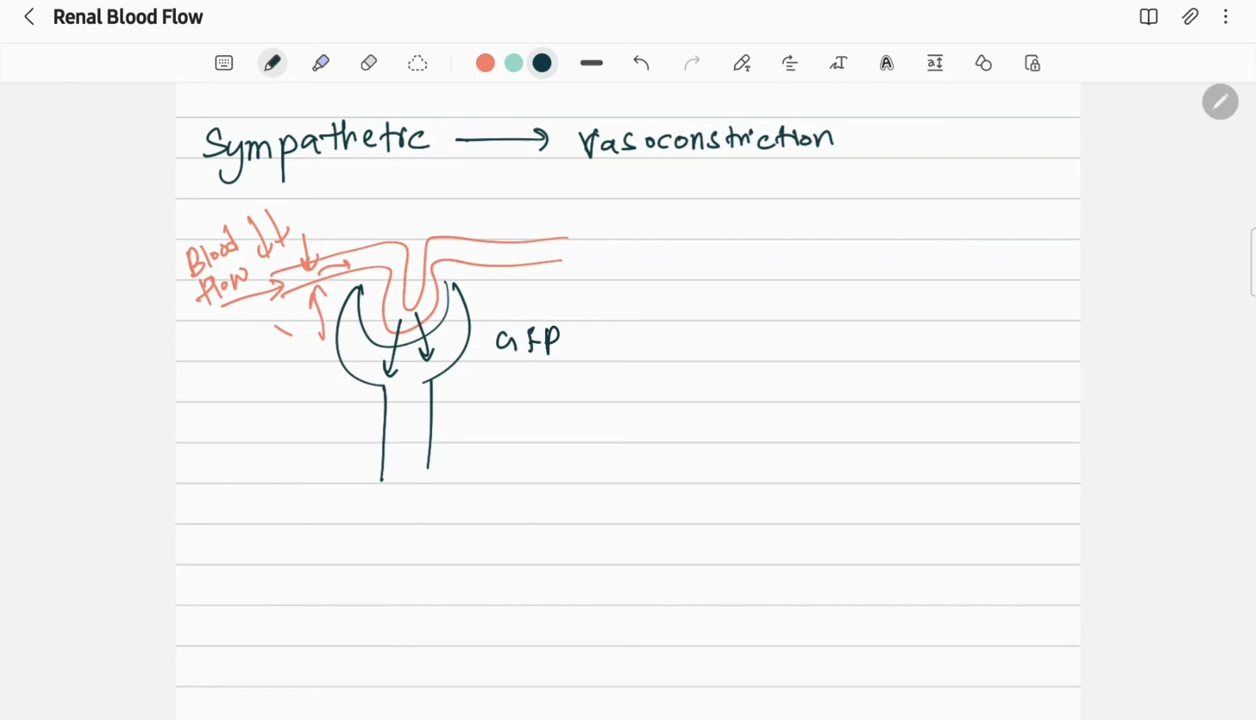 Renal Blood Flow
Sympathetic → vasoconstriction
Blood ↓↓
flow
GFP